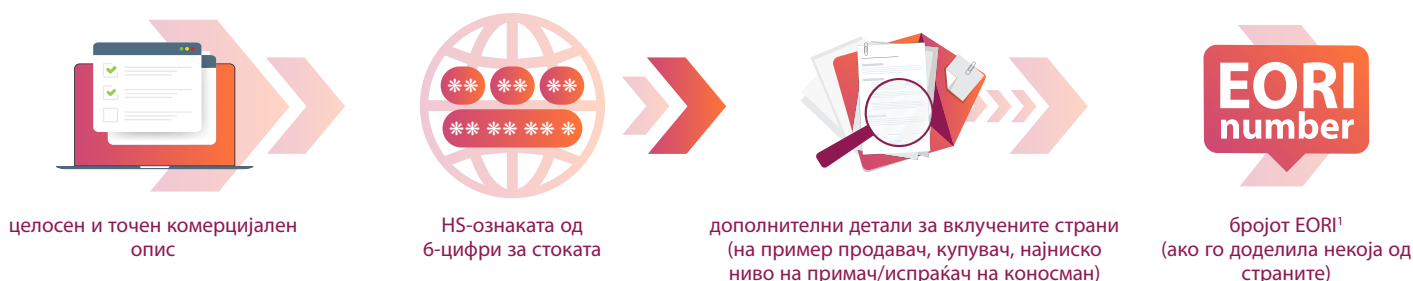 ** ** **
** ** ** *
EORI
number
целосен и точен комерцијален
опис
HS-ознаката од
6-цифри за стоката
дополнителни детали за вклучените страни
(на пример продавач, купувач, најниско
ниво на примач/испраќач на коносман)
бројот EORI¹
(ако го доделила некоја од
страните)